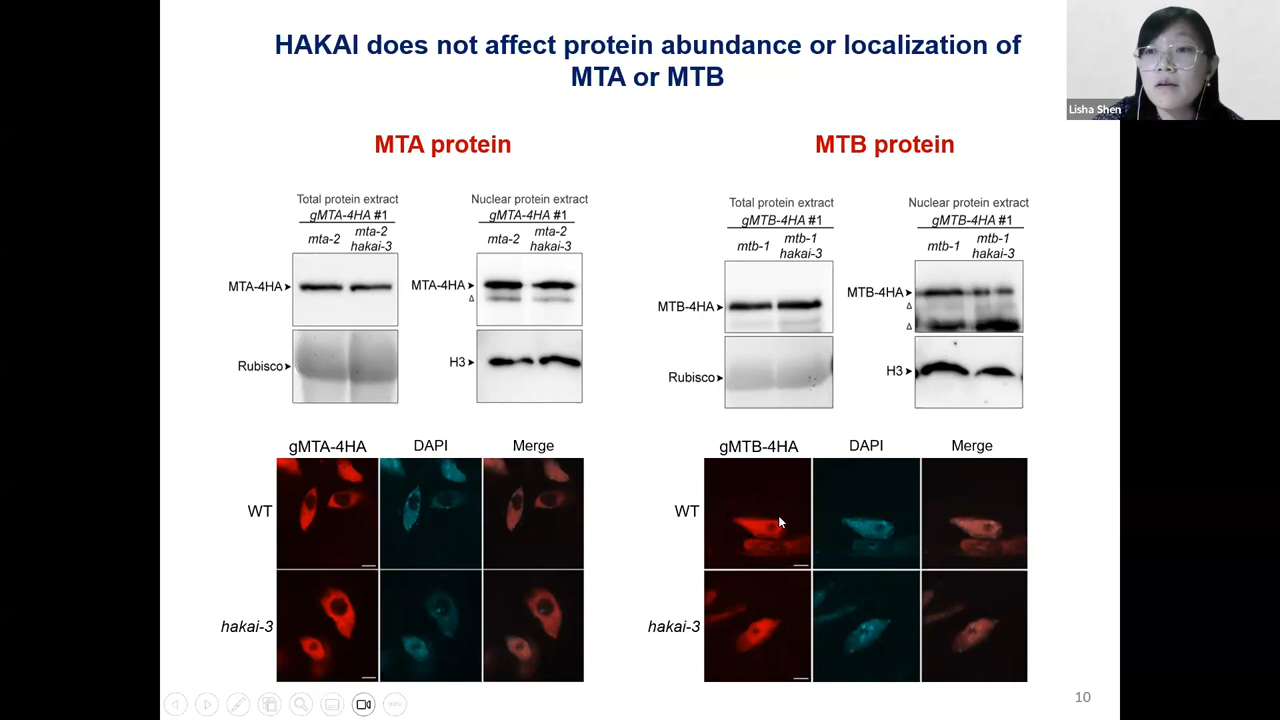 HAKAI does not affect protein abundance or localization of
MTA or MTB
Lisha Shen
MTA protein
Total protein extract
gMTA-4HA #1
mta-2
mta-2
hakai-3
MTA-4HA
Rubisco
Nuclear protein extract
gMTA-4HA #1
mta-2
mta-2
hakai-3
MTA-4HA
Δ
H3
gMTA-4HA
DAPI
Merge
WT
hakai-3
MTB protein
Total protein extract
gMTB-4HA #1
mtb-1
mtb-1
hakai-3
MTB-4HA
Rubisco
Nuclear protein extract
gMTB-4HA #1
mtb-1
mtb-1
hakai-3
MTB-4HA
Δ
Δ
H3
gMTB-4HA
DAPI
Merge
WT
hakai-3
10